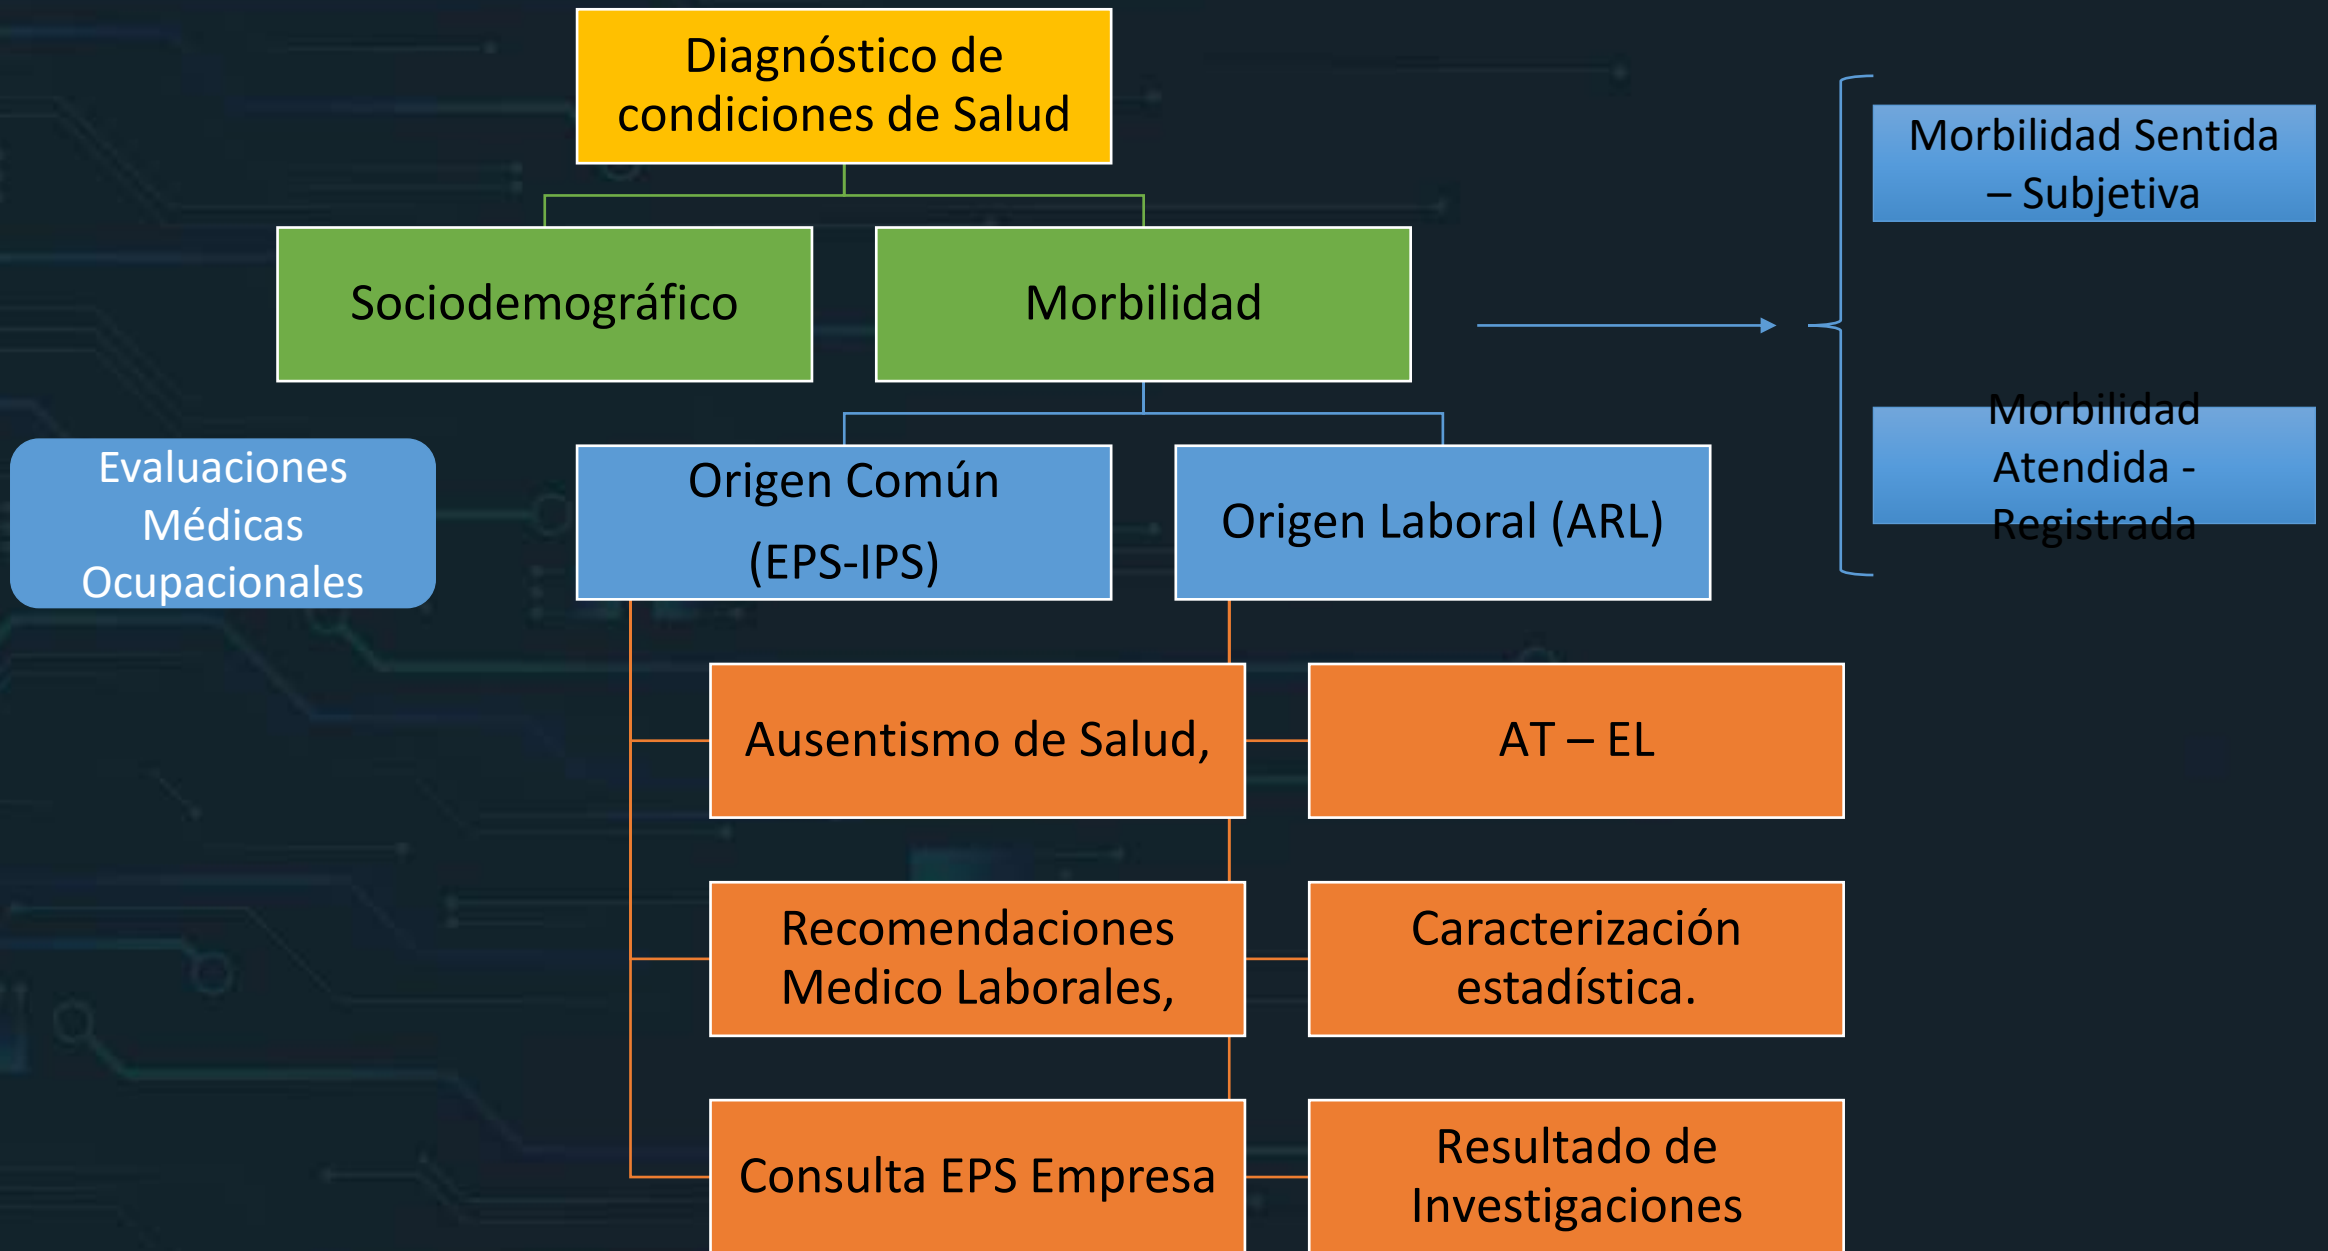 Diagnóstico de
condiciones de Salud
Sociodemográfico
Morbilidad
Morbilidad Sentida
– Subjetiva
Morbilidad
Atendida -
Registrada
Evaluaciones
Médicas
Ocupacionales
Origen Común
(EPS-IPS)
Origen Laboral (ARL)
Ausentismo de Salud,
AT – EL
Recomendaciones
Medico Laborales,
Caracterización
estadística.
Consulta EPS Empresa
Resultado de
Investigaciones